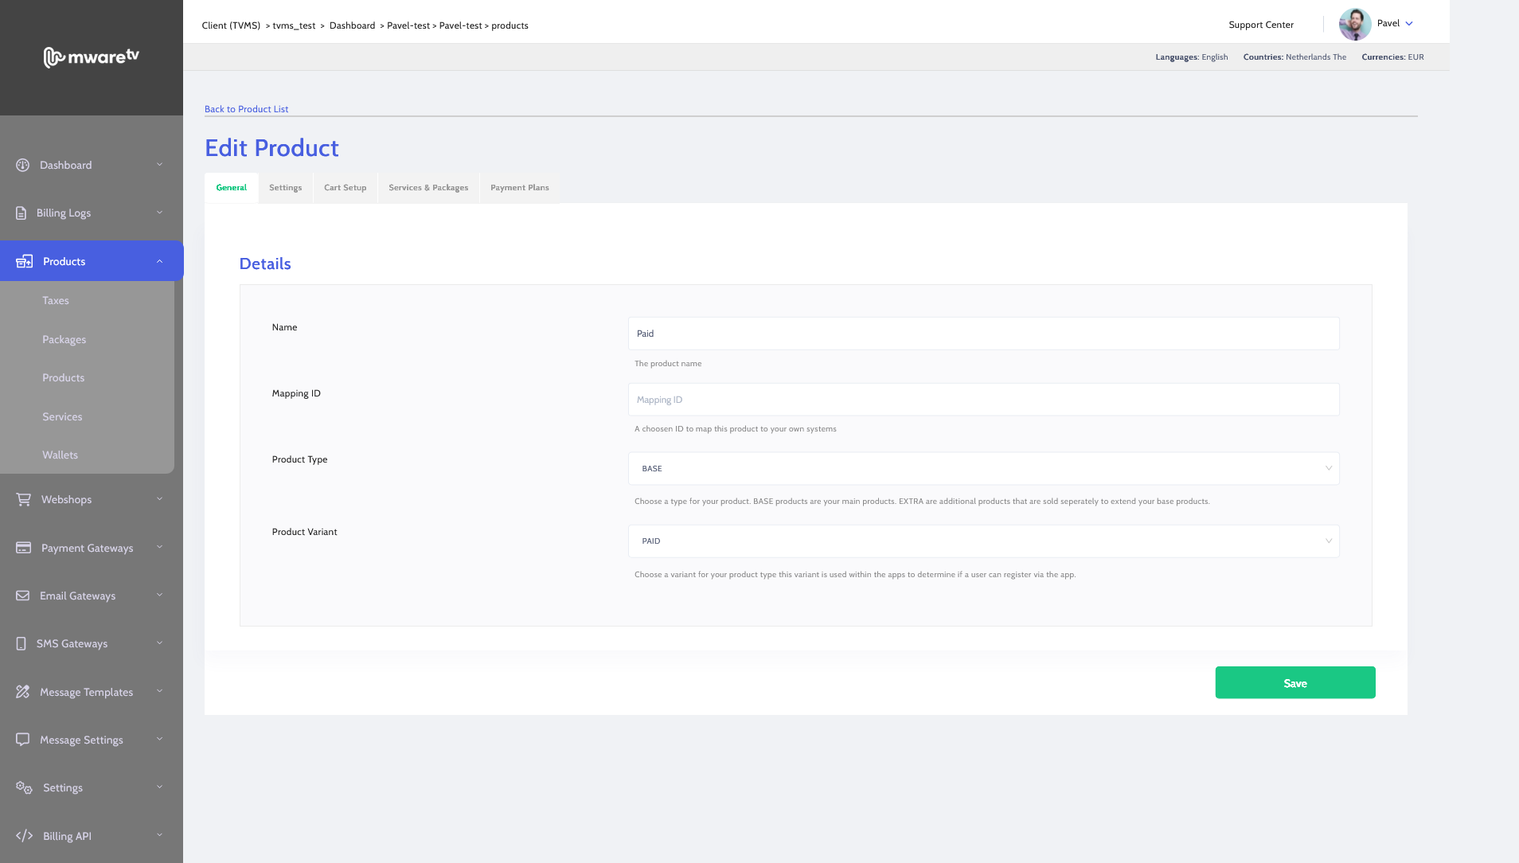 mwaretv
Client (TVMS) > tvms_test > Dashboard > Pavel-test > Pavel-test > products
Support Center
Pavel
Languages: English Countries: Netherlands The Currencies: EUR
Dashboard
Billing Logs
Products
Taxes
Packages
Products
Services
Wallets
Webshops
Payment Gateways
Email Gateways
SMS Gateways
Message Templates
Message Settings
Settings
Billing API
Back to Product List
Edit Product
General Settings Cart Setup Services & Packages Payment Plans
Details
Name
Paid
The product name
Mapping ID
Mapping ID
A choosen ID to map this product to your own systems
Product Type
BASE
Choose a type for your product. BASE products are your main products. EXTRA are additional products that are sold seperately to extend your base products.
Product Variant
PAID
Choose a variant for your product type this variant is used within the apps to determine if a user can register via the app.
Save